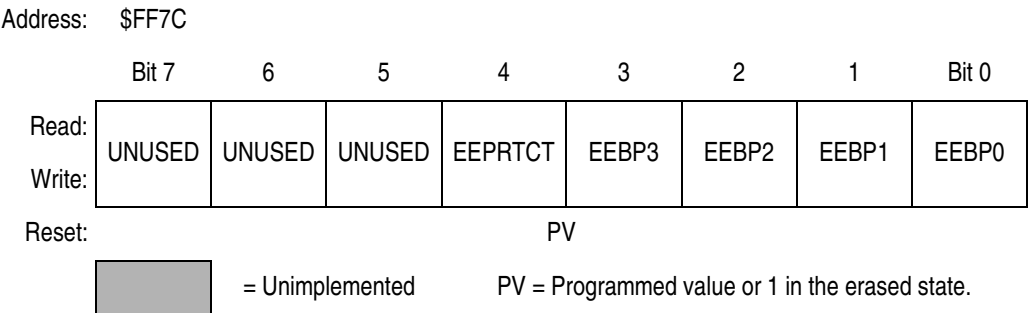 Address: $FF7C
Bit 7 6 5 4 3 2 1 Bit 0
Read:
UNUSED UNUSED UNUSED EEPRTCT EEBP3 EEBP2 EEBP1 EEBP0
Write:
Reset: PV
= Unimplemented PV = Programmed value or 1 in the erased state.